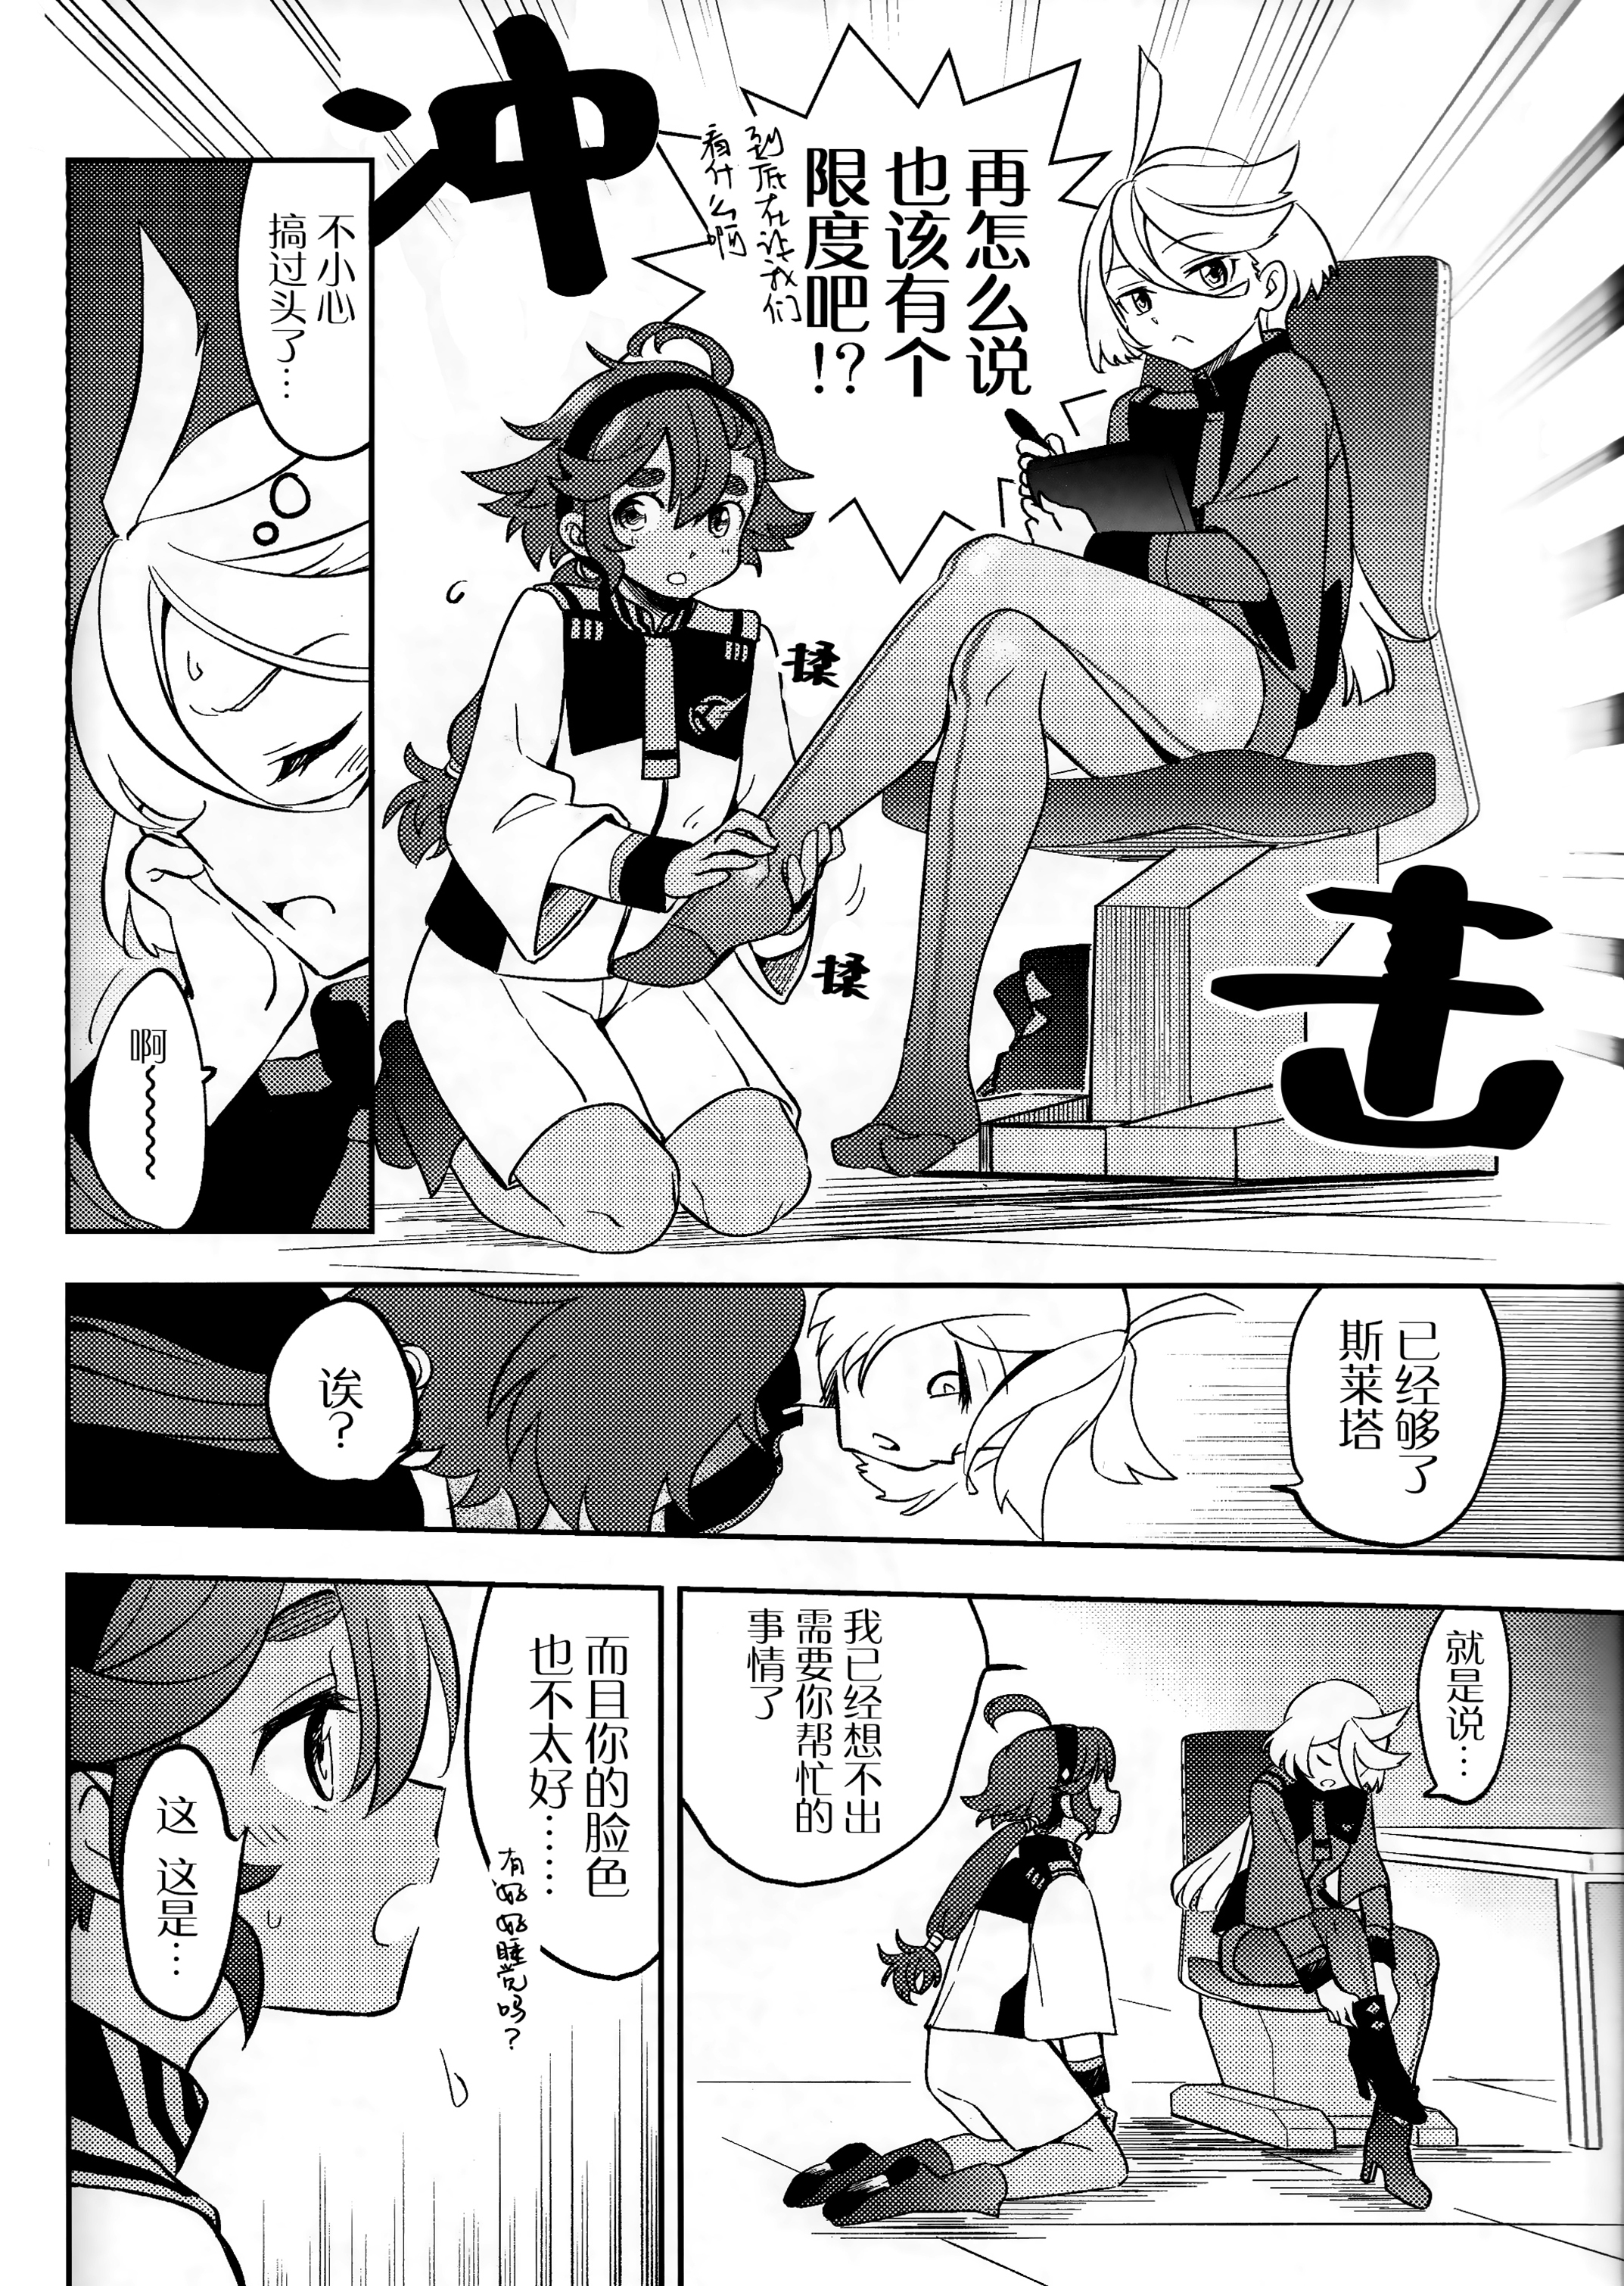 再怎么说
也该有个
限度吧!?
到底在让我们
看什么啊
冲
击
揉
揉
不小心
搞过头了…
啊~~~~
已经够了
斯莱塔
诶?
就是说…
我已经想不出
需要你帮忙的
事情了
而且你的脸色
也不太好……
有好好睡觉吗?
这 这是…